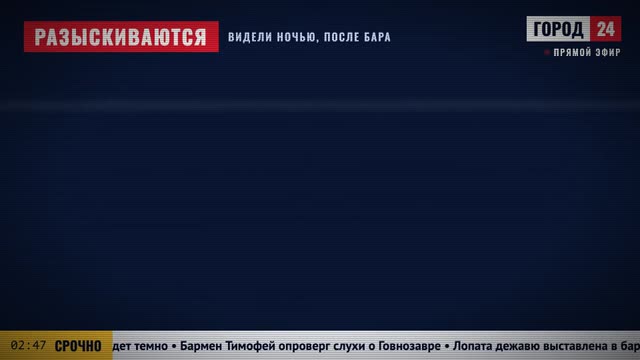 РАЗЫСКИВАЮТСЯ
ВИДЕЛИ НОЧЬЮ, ПОСЛЕ БАРА
ГОРОД 24
ПРЯМОЙ ЭФИР
02:47 СРОЧНО дет темно • Бармен Тимофей опроверг слухи о Говнозавре • Лопата дежавю выставлена в бар